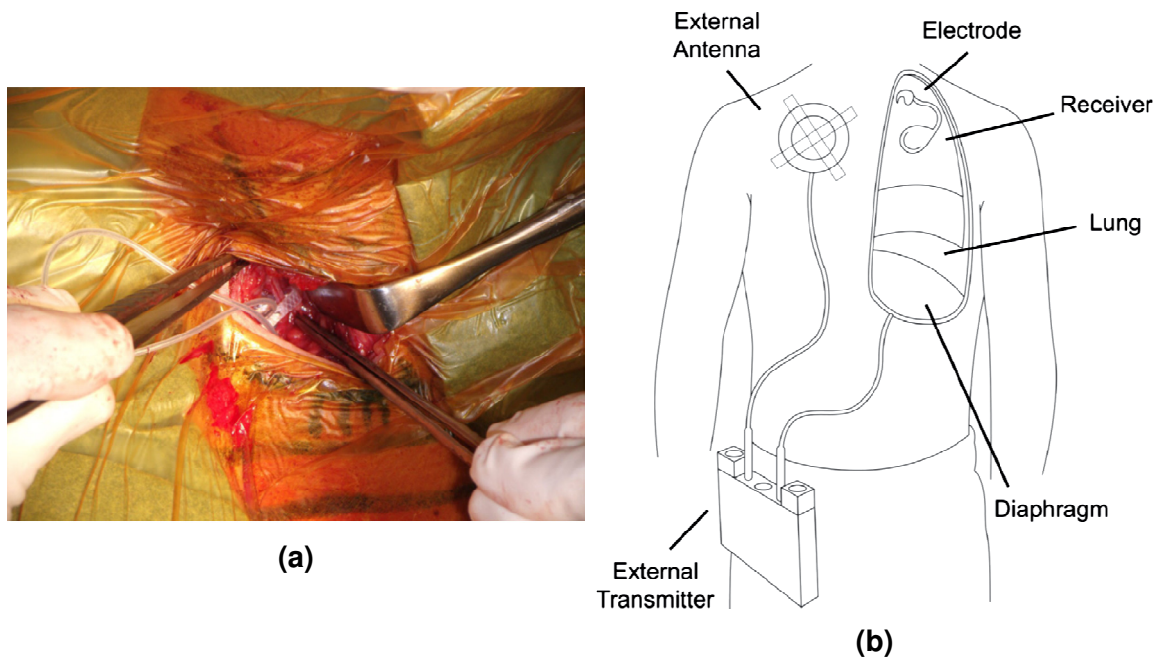 External
Antenna
Electrode
Receiver
Lung
Diaphragm
External
Transmitter
(a)
(b)